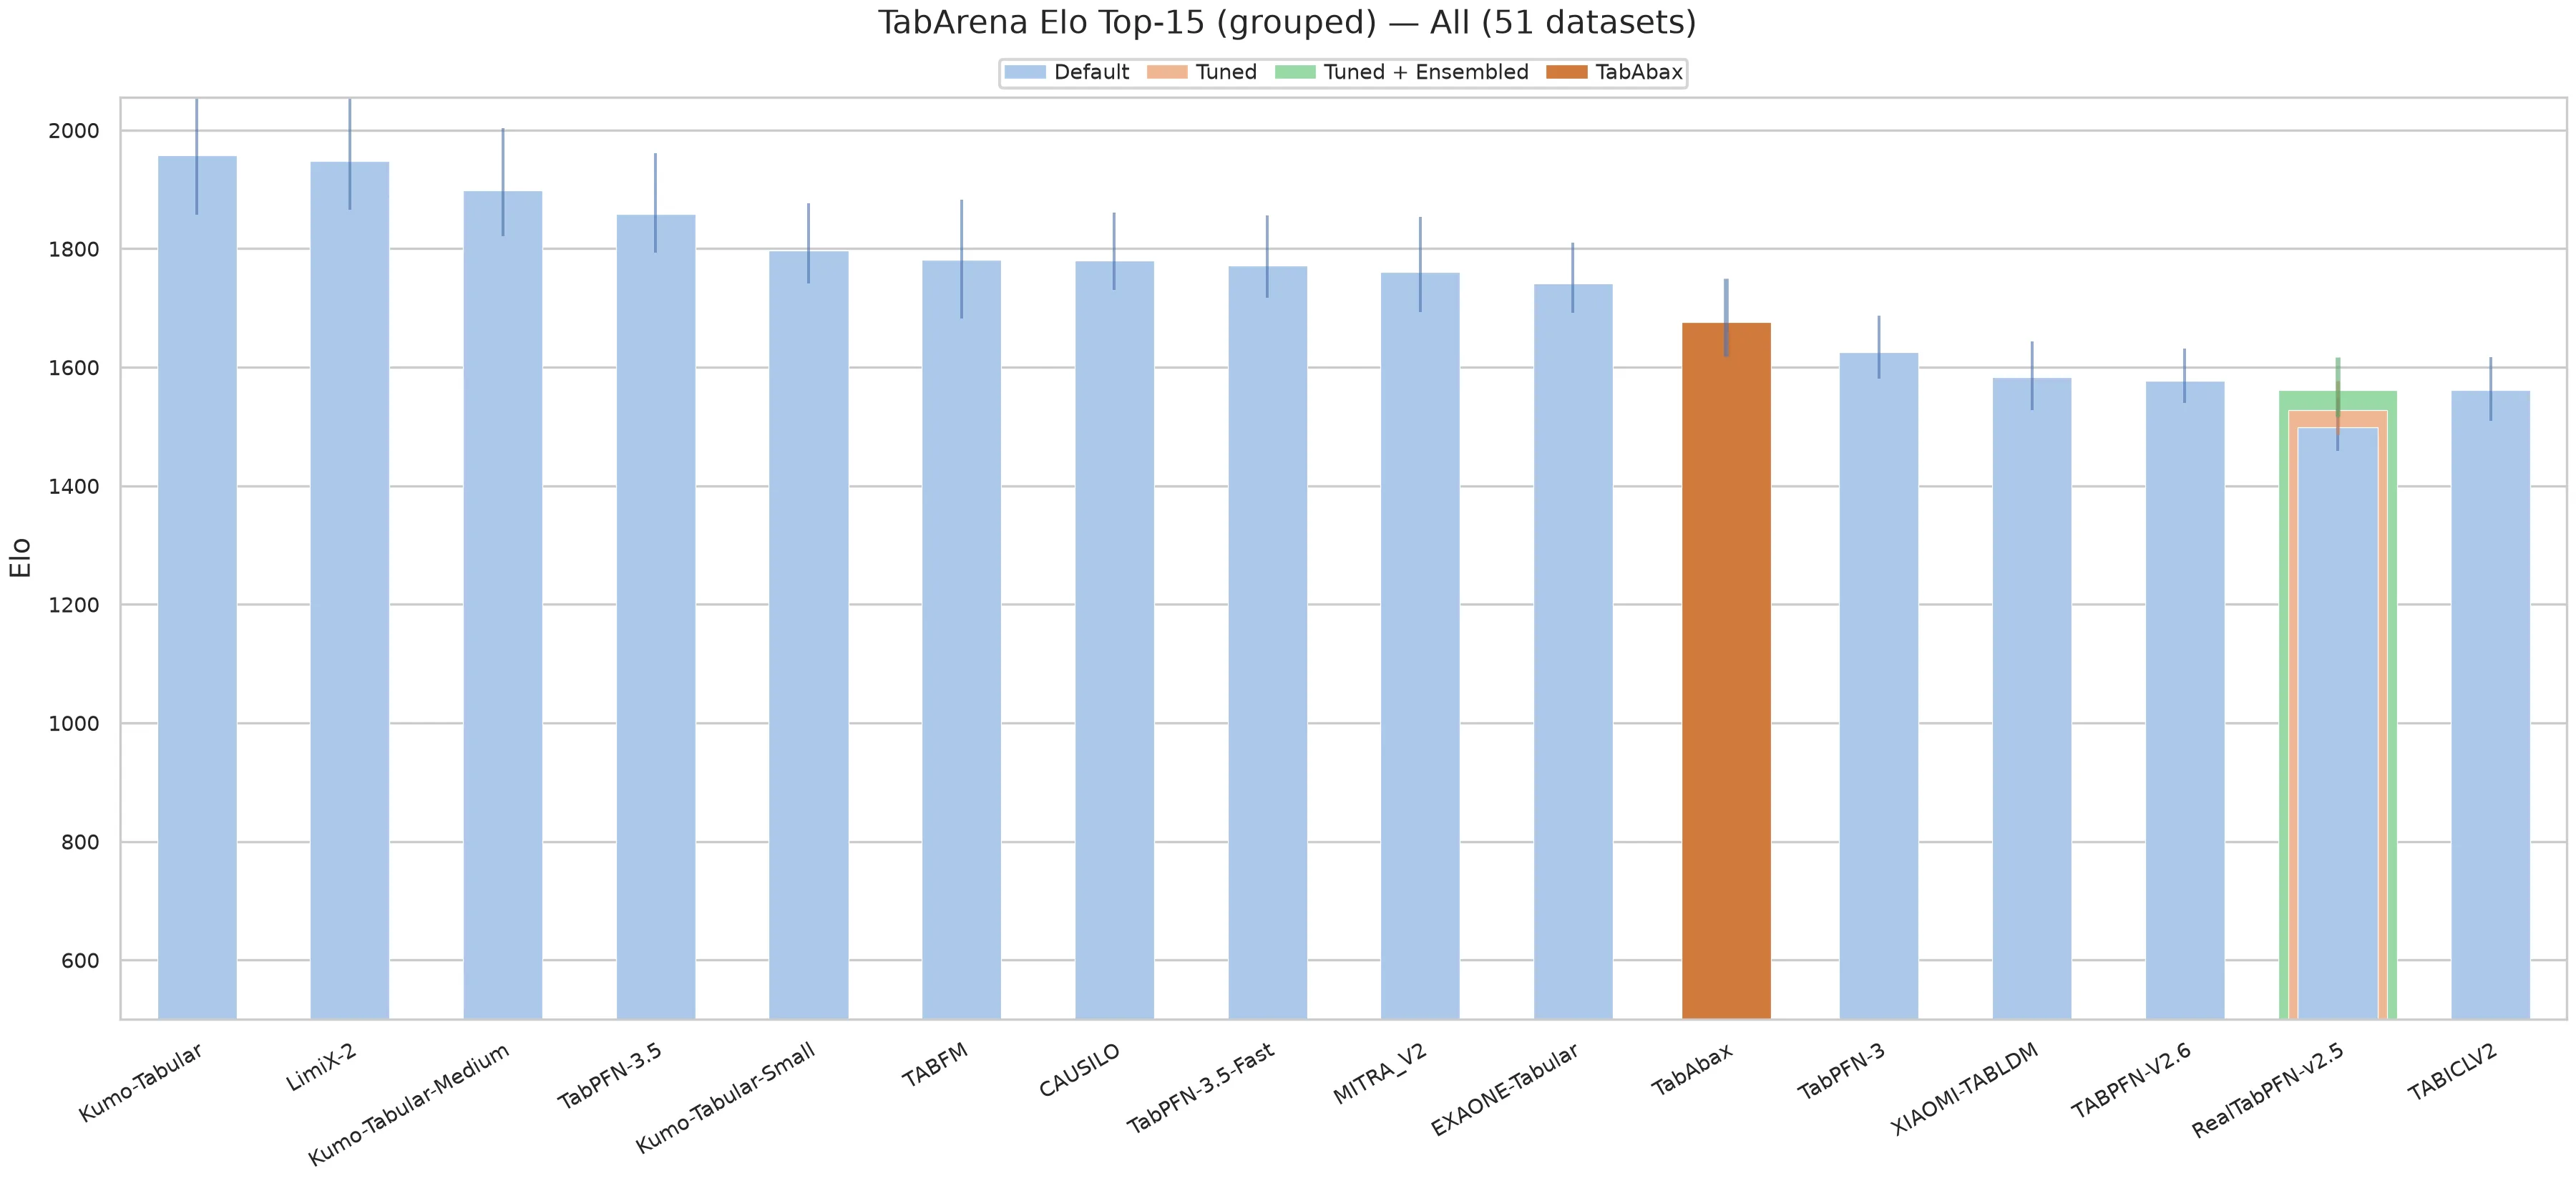 TabArena Elo Top-15 (grouped) — All (51 datasets)
Default Tuned Tuned + Ensembled TabAbax
Elo
2000
1800
1600
1400
1200
1000
800
600
Kumo-Tabular
LimiX-2
Kumo-Tabular-Medium
TabPFN-3.5
Kumo-Tabular-Small
TABFM
CAUSILO
TabPFN-3.5-Fast
MITRA_V2
EXAONE-Tabular
TabAbax
TabPFN-3
XIAOMI-TABLDM
TABPFN-V2.6
RealTabPFN-v2.5
TABICLV2